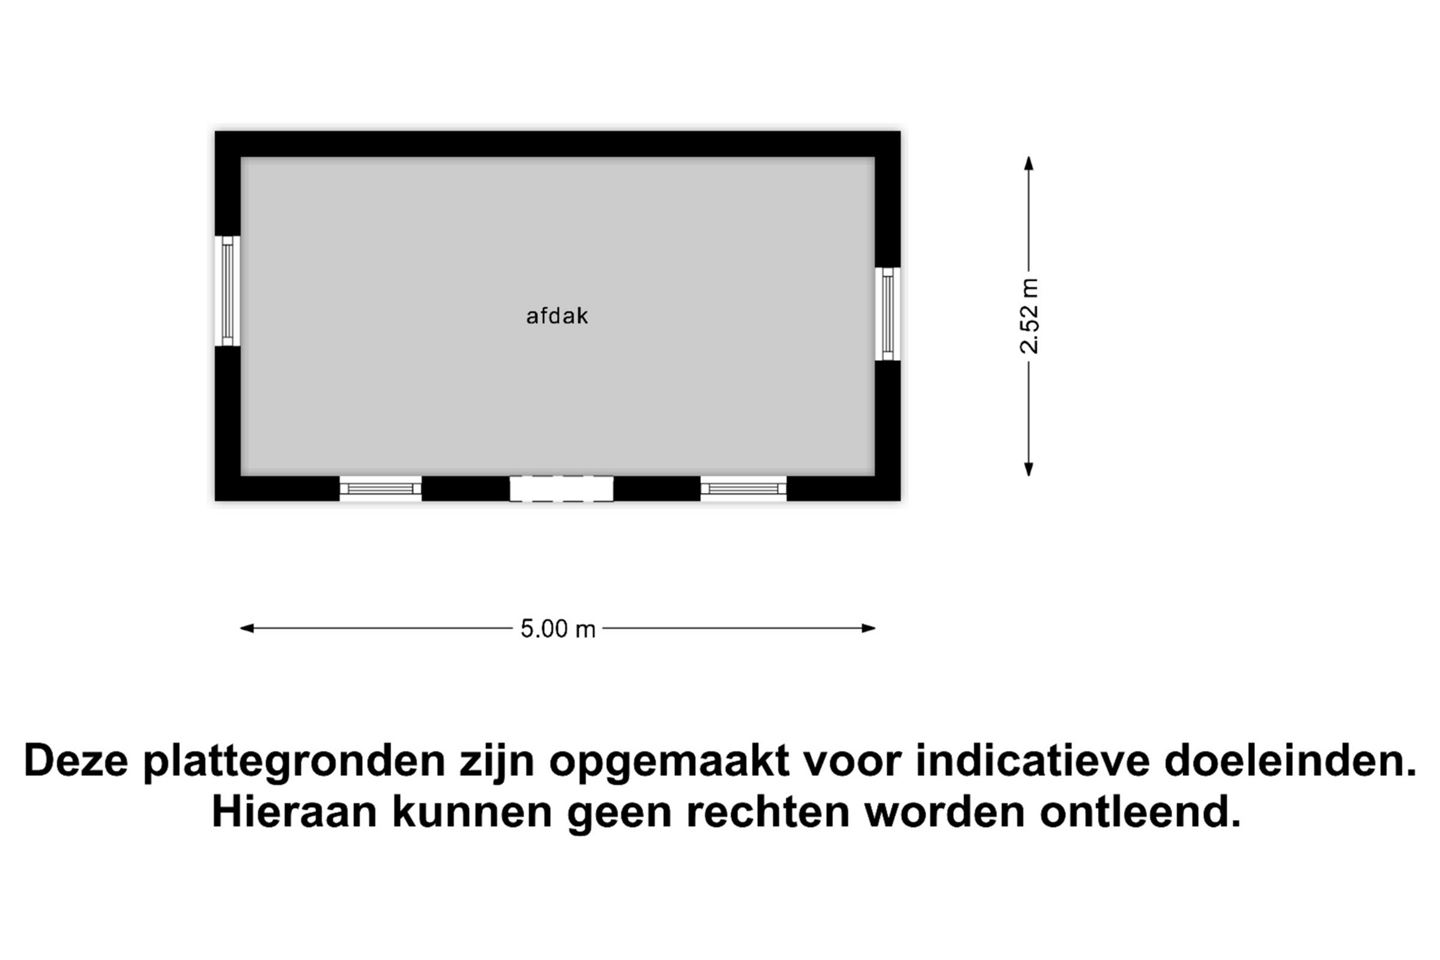 afdak
2.52 m
5.00 m
Deze plattegronden zijn opgemaakt voor indicatieve doeleinden.
Hieraan kunnen geen rechten worden ontleend.